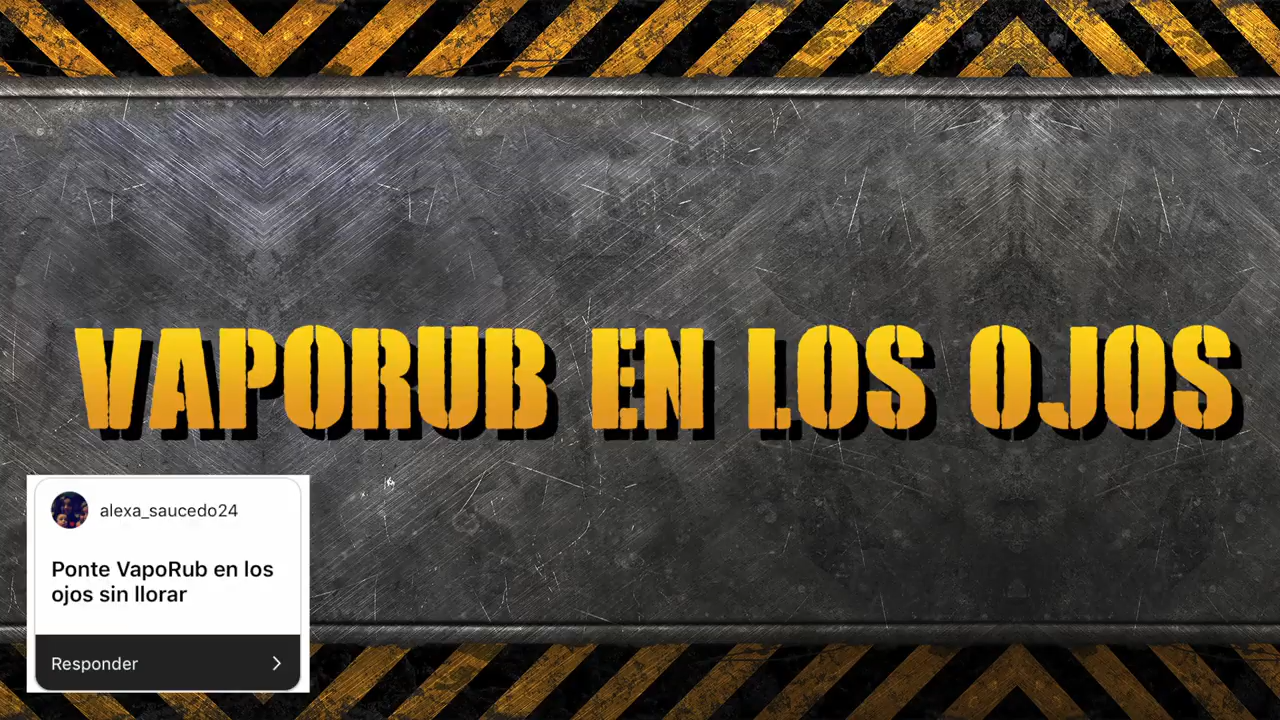 VAPORUB EN LOS OJOS
alexa_saucedo24
Ponte VapoRub en los
ojos sin llorar
Responder